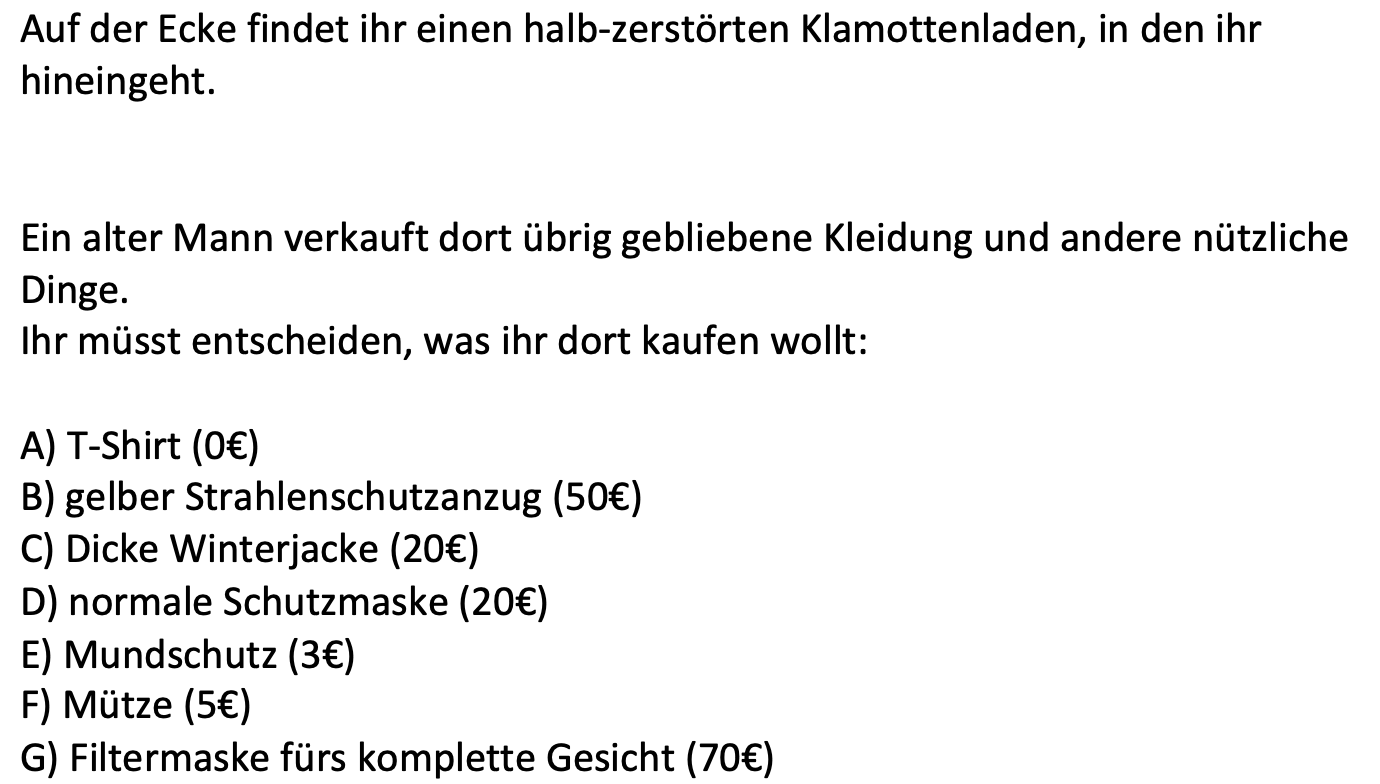 Auf der Ecke findet ihr einen halb-zerstörten Klamottenladen, in den ihr
hineingeht.
Ein alter Mann verkauft dort übrig gebliebene Kleidung und andere nützliche
Dinge.
Ihr müsst entscheiden, was ihr dort kaufen wollt:
A) T-Shirt (0€)
B) gelber Strahlenschutzanzug (50€)
C) Dicke Winterjacke (20€)
D) normale Schutzmaske (20€)
E) Mundschutz (3€)
F) Mütze (5€)
G) Filtermaske fürs komplette Gesicht (70€)